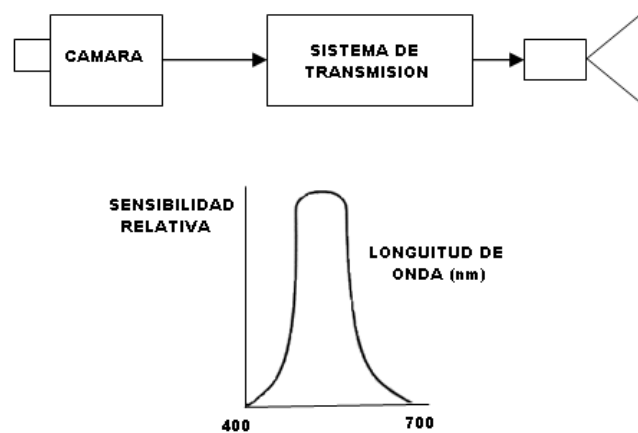 CAMARA
SISTEMA DE
TRANSMISION
SENSIBILIDAD
RELATIVA
LONGUITUD DE
ONDA (nm)
400
700